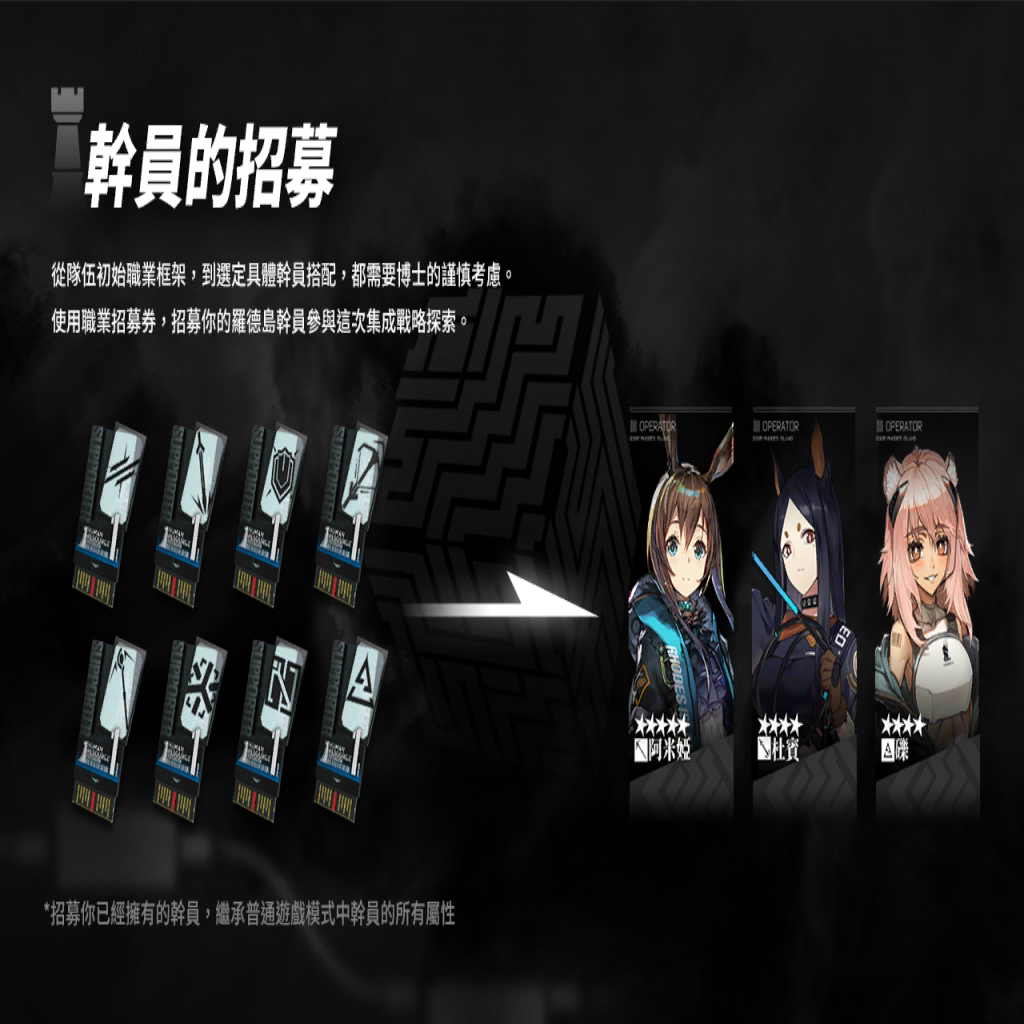 幹員的招募
從隊伍初始職業框架，到選定具體幹員搭配，都需要博士的謹慎考慮。
使用職業招募券，招募你的羅德島幹員參與這次集成戰略探索。
OPERATOR
OPERATOR
OPERATOR
RHODES
阿米婭
杜賓
礫
*招募你已經擁有的幹員，繼承普通遊戲模式中幹員的所有屬性